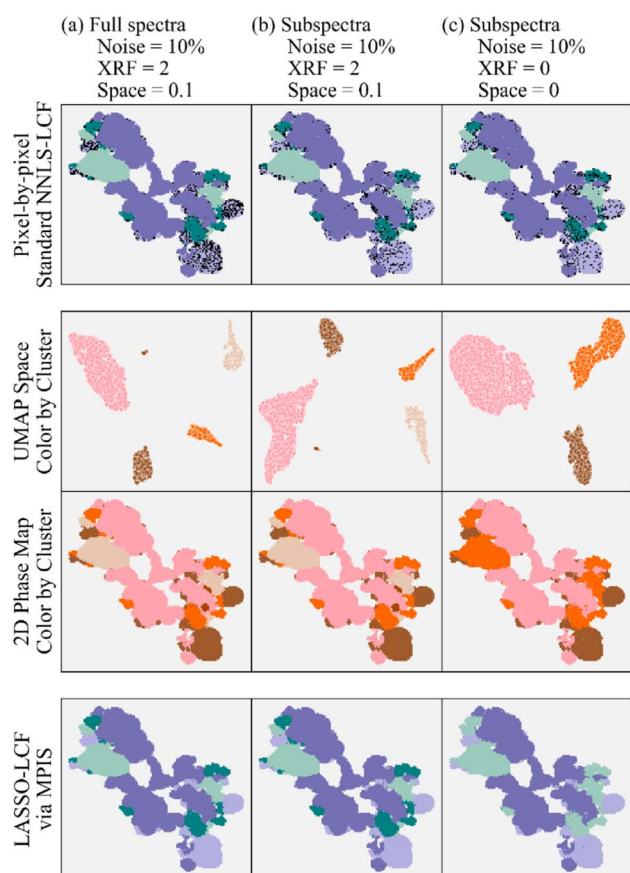 (a) Full spectra
Noise = 10%
XRF = 2
Space = 0.1
(b) Subspectra
Noise = 10%
XRF = 2
Space = 0.1
(c) Subspectra
Noise = 10%
XRF = 0
Space = 0
Pixel-by-pixel
Standard NNLS-LCF
UMAP Space
Color by Cluster
2D Phase Map
Color by Cluster
LASSO-LCF
via MPIS